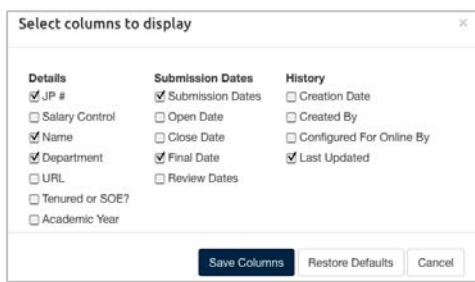 Select columns to display
×
Details
JP #
Salary Control
Name
Department
URL
Tenured or SOE?
Academic Year
Submission Dates
Submission Dates
Open Date
Close Date
Final Date
Review Dates
History
Creation Date
Created By
Configured For Online By
Last Updated
Save Columns
Restore Defaults
Cancel